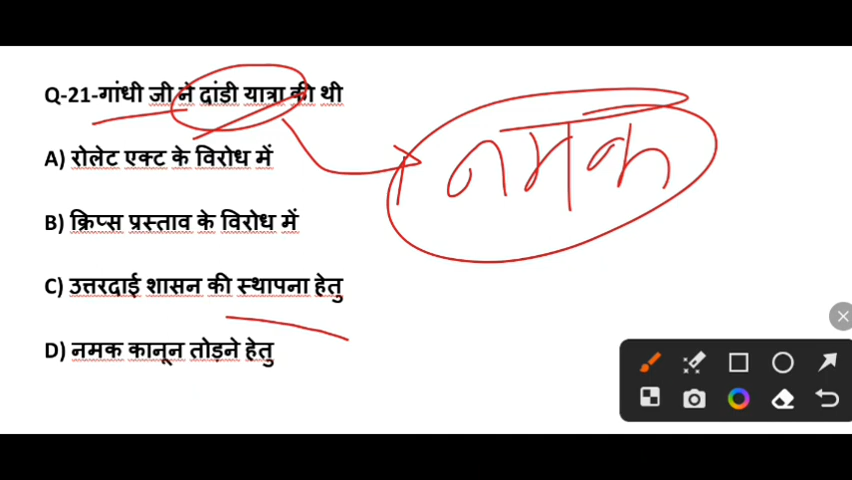 Q-21-गांधी जी ने दांडी यात्रा की थी
नमक
A) रोलेट एक्ट के विरोध में
B) क्रिप्स प्रस्ताव के विरोध में
C) उत्तरदाई शासन की स्थापना हेतु
D) नमक कानून तोड़ने हेतु